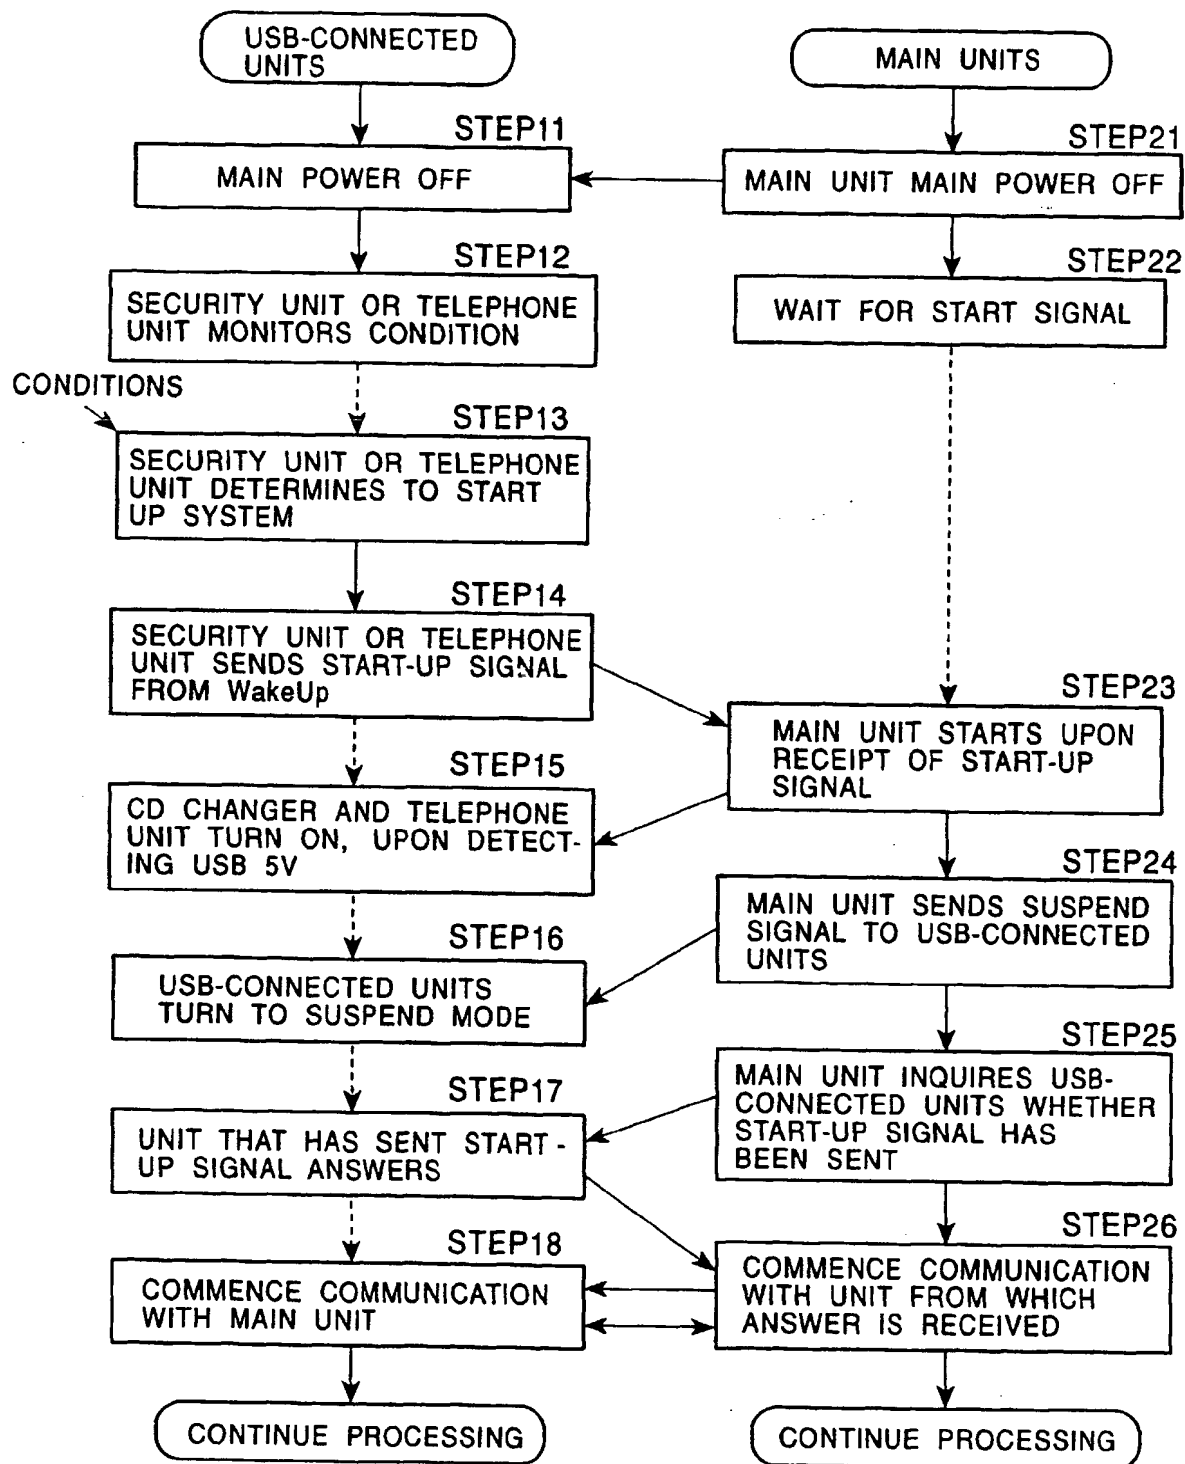 USB-CONNECTED
UNITS
STEP11
MAIN POWER OFF
STEP12
SECURITY UNIT OR TELEPHONE
UNIT MONITORS CONDITION
CONDITIONS
STEP13
SECURITY UNIT OR TELEPHONE
UNIT DETERMINES TO START
UP SYSTEM
STEP14
SECURITY UNIT OR TELEPHONE
UNIT SENDS START-UP SIGNAL
FROM WakeUp
STEP15
CD CHANGER AND TELEPHONE
UNIT TURN ON, UPON DETECT-
ING USB 5V
STEP16
USB-CONNECTED UNITS
TURN TO SUSPEND MODE
STEP17
UNIT THAT HAS SENT START-
UP SIGNAL ANSWERS
STEP18
COMMENCE COMMUNICATION
WITH MAIN UNIT
CONTINUE PROCESSING
MAIN UNITS
STEP21
MAIN UNIT MAIN POWER OFF
STEP22
WAIT FOR START SIGNAL
STEP23
MAIN UNIT STARTS UPON
RECEIPT OF START-UP
SIGNAL
STEP24
MAIN UNIT SENDS SUSPEND
SIGNAL TO USB-CONNECTED
UNITS
STEP25
MAIN UNIT INQUIRES USB-
CONNECTED UNITS WHETHER
START-UP SIGNAL HAS
BEEN SENT
STEP26
COMMENCE COMMUNICATION
WITH UNIT FROM WHICH
ANSWER IS RECEIVED
CONTINUE PROCESSING